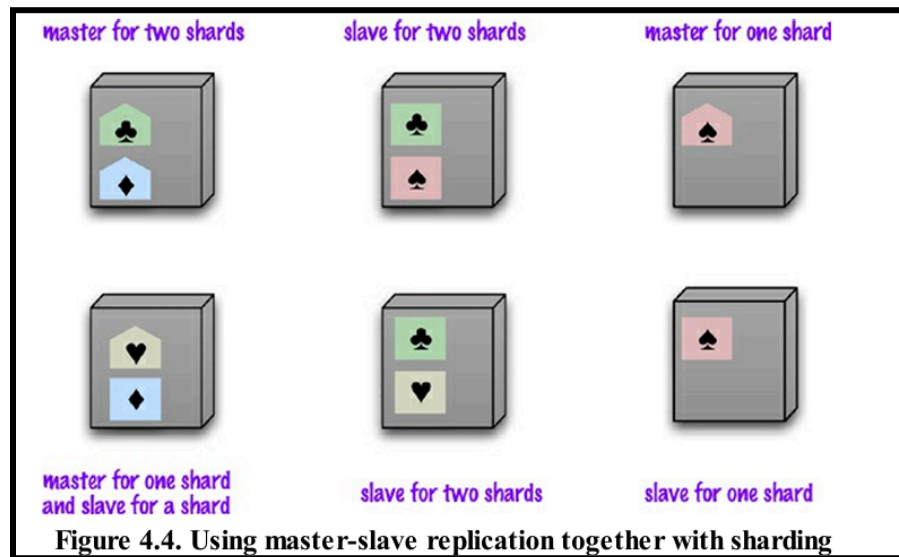 master for two shards
slave for two shards
master for one shard
master for one shard
and slave for a shard
slave for two shards
slave for one shard
Figure 4.4. Using master-slave replication together with sharding